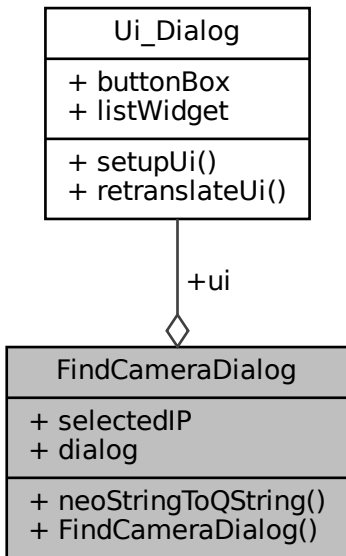 Ui_Dialog
+ buttonBox
+ listWidget
+ setupUi()
+ retranslateUi()
+ui
FindCameraDialog
+ selectedIP
+ dialog
+ neoStringToQString()
+ FindCameraDialog()